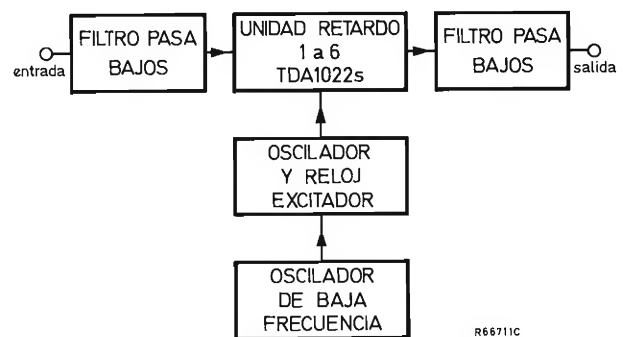 FILTRO PASA
BAJOS
UNIDAD RETARDO
1 a 6
TDA1022s
FILTRO PASA
BAJOS
entrada
salida
OSCILADOR
Y RELOJ
EXCITADOR
OSCILADOR
DE BAJA
FRECUENCIA
R66711C